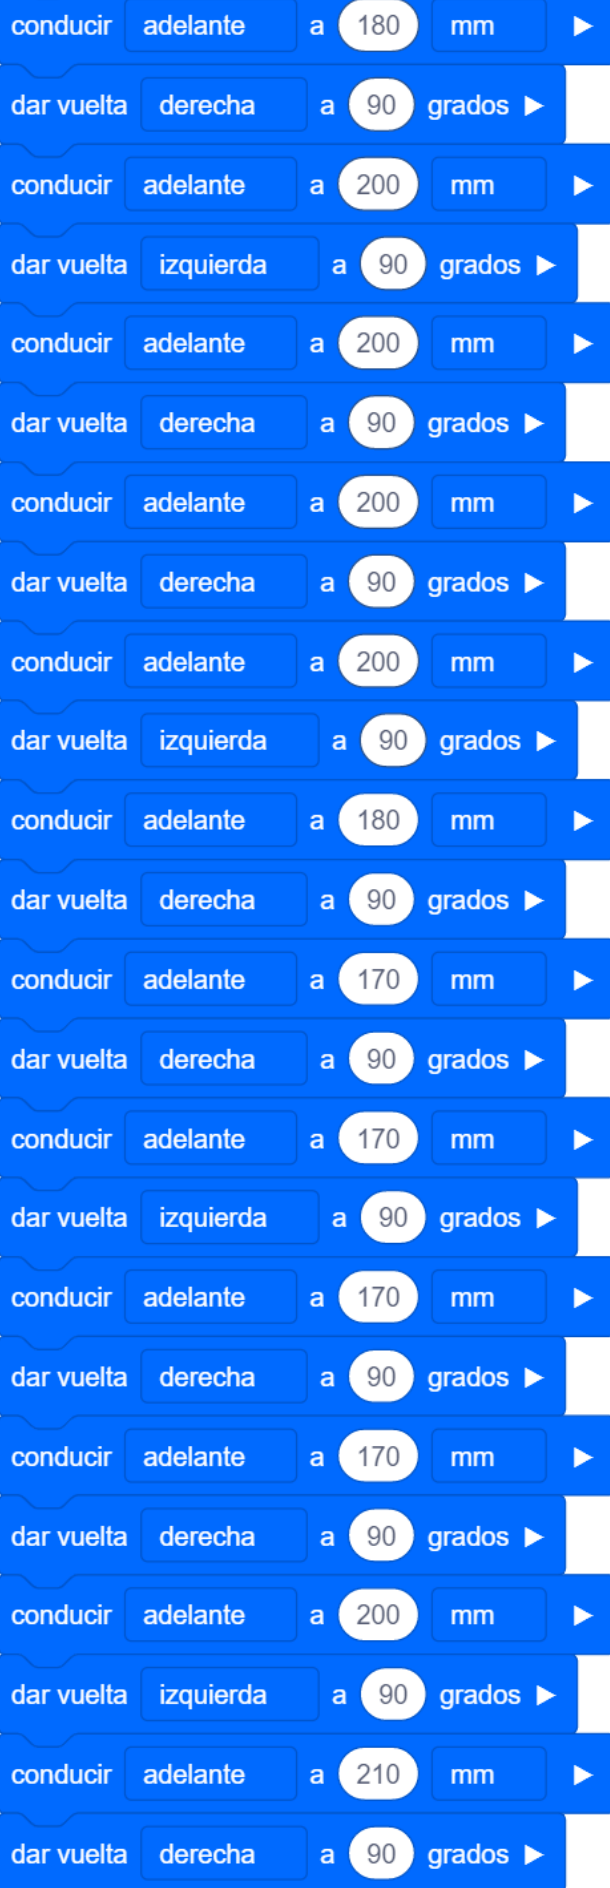 conducir adelante a 180 mm
dar vuelta derecha a 90 grados
conducir adelante a 200 mm
dar vuelta izquierda a 90 grados
conducir adelante a 200 mm
dar vuelta derecha a 90 grados
conducir adelante a 200 mm
dar vuelta derecha a 90 grados
conducir adelante a 200 mm
dar vuelta izquierda a 90 grados
conducir adelante a 180 mm
dar vuelta derecha a 90 grados
conducir adelante a 170 mm
dar vuelta derecha a 90 grados
conducir adelante a 170 mm
dar vuelta izquierda a 90 grados
conducir adelante a 170 mm
dar vuelta derecha a 90 grados
conducir adelante a 170 mm
dar vuelta derecha a 90 grados
conducir adelante a 200 mm
dar vuelta izquierda a 90 grados
conducir adelante a 210 mm
dar vuelta derecha a 90 grados